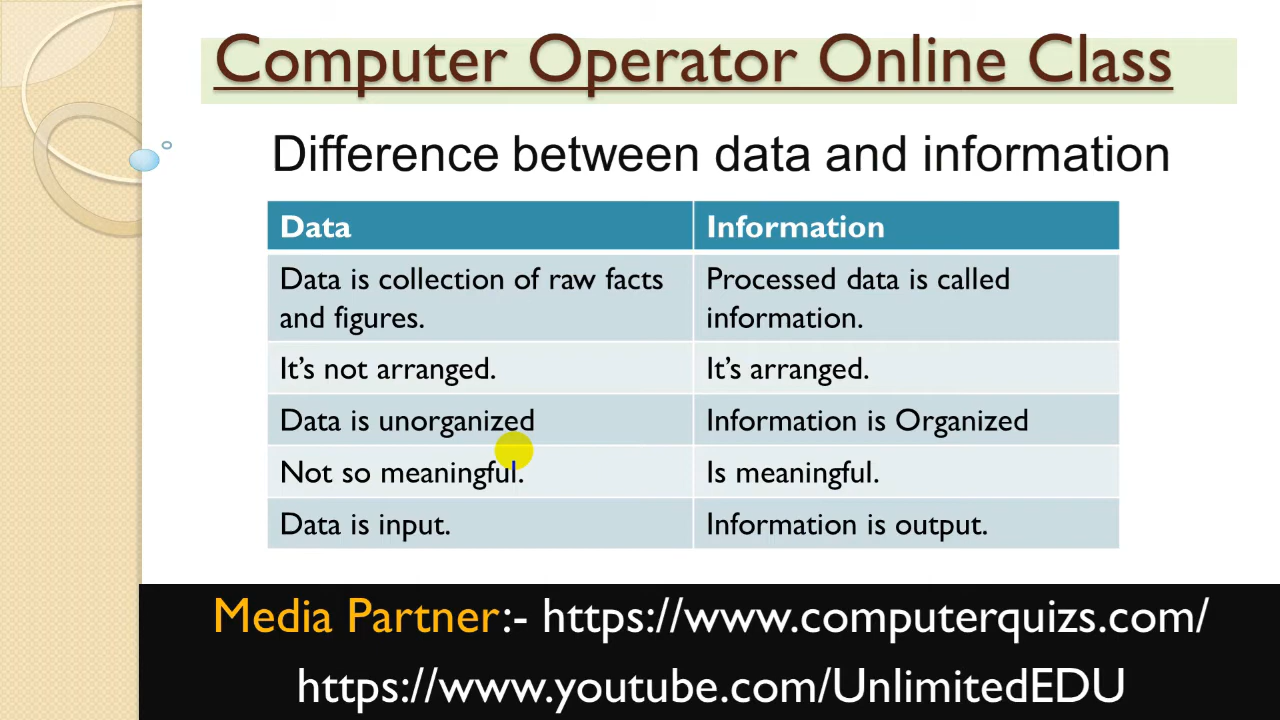 Computer Operator Online Class
Difference between data and information
Data Information
Data is collection of raw facts Processed data is called
and figures. information.
It's not arranged. It's arranged.
Data is unorganized Information is Organized
Not so meaningful. Is meaningful.
Data is input. Information is output.
Media Partner:- https://www.computerquizs.com/
https://www.youtube.com/UnlimitedEDU